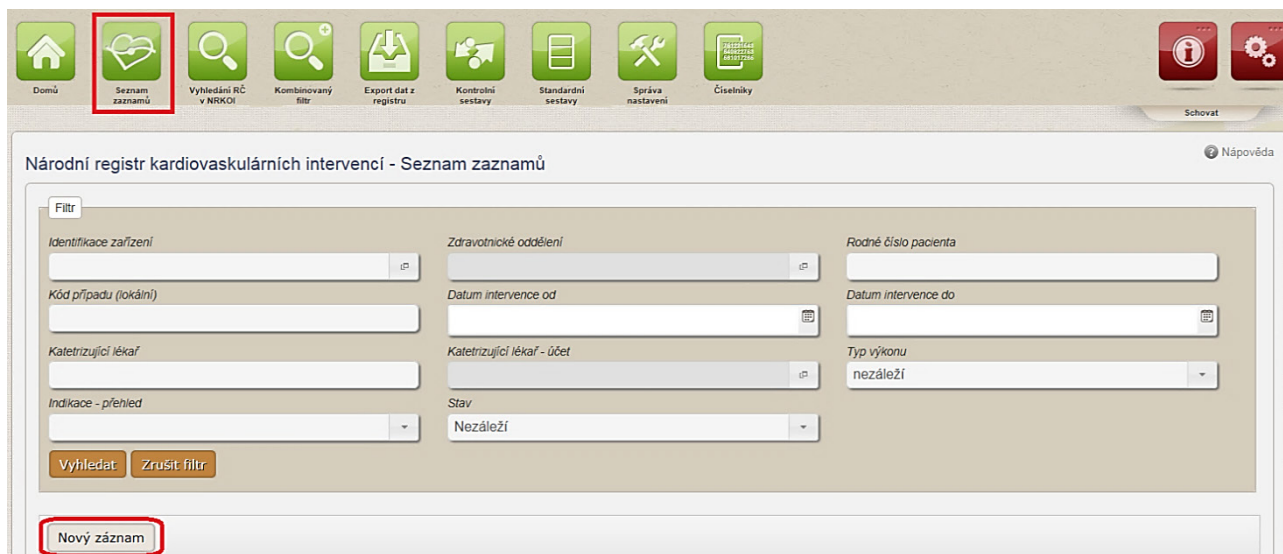 Domů
Seznam
zaznamů
Vyhledání RČ
v NRKOI
Kombinovaný
filtr
Export dat z
registru
Kontrolní
sestavy
Standardní
sestavy
Správa
nastavení
Číselníky
Schovat
Nápověda
Národní registr kardiovaskulárních intervencí - Seznam zaznamů
Filtr
Identifikace zařízení
Zdravotnické oddělení
Rodné číslo pacienta
Kód případu (lokální)
Datum intervence od
Datum intervence do
Katetrizující lékař
Katetrizující lékař - účet
Typ výkonu
nezáleží
Indikace - přehled
Stav
Nezáleží
Vyhledat
Zrušit filtr
Nový záznam